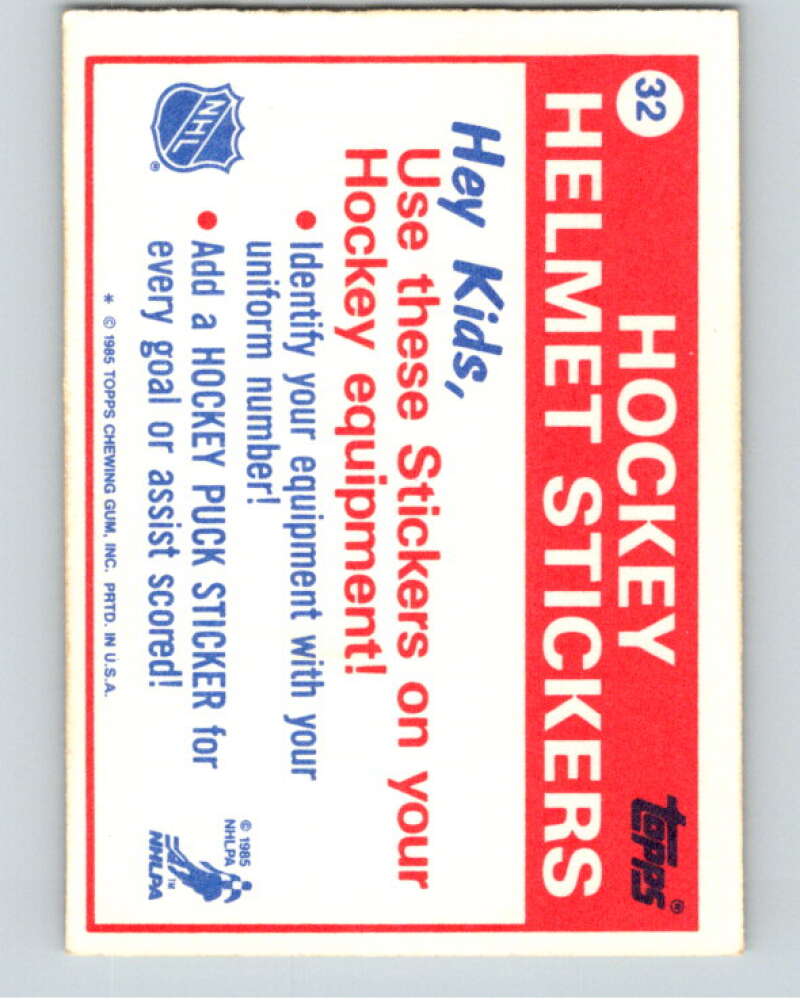 32
HOCKEY
topps®
HELMET STICKERS
Hey Kids,
Use these Stickers on your
Hockey equipment!
• Identify your equipment with your
uniform number!
• Add a HOCKEY PUCK STICKER for
every goal or assist scored!
NHL
®
© 1985
NHLPA
™
NHLPA
* © 1985 TOPPS CHEWING GUM, INC. PRTD. IN U.S.A.